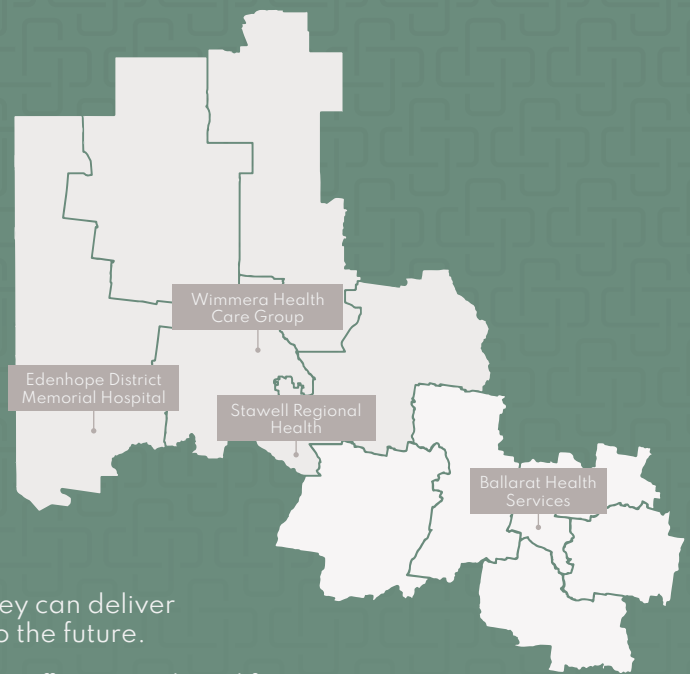 Wimmera Health
Care Group
Edenhope District
Memorial Hospital
Stawell Regional
Health
Ballarat Health
Services
ey can deliver
the future.